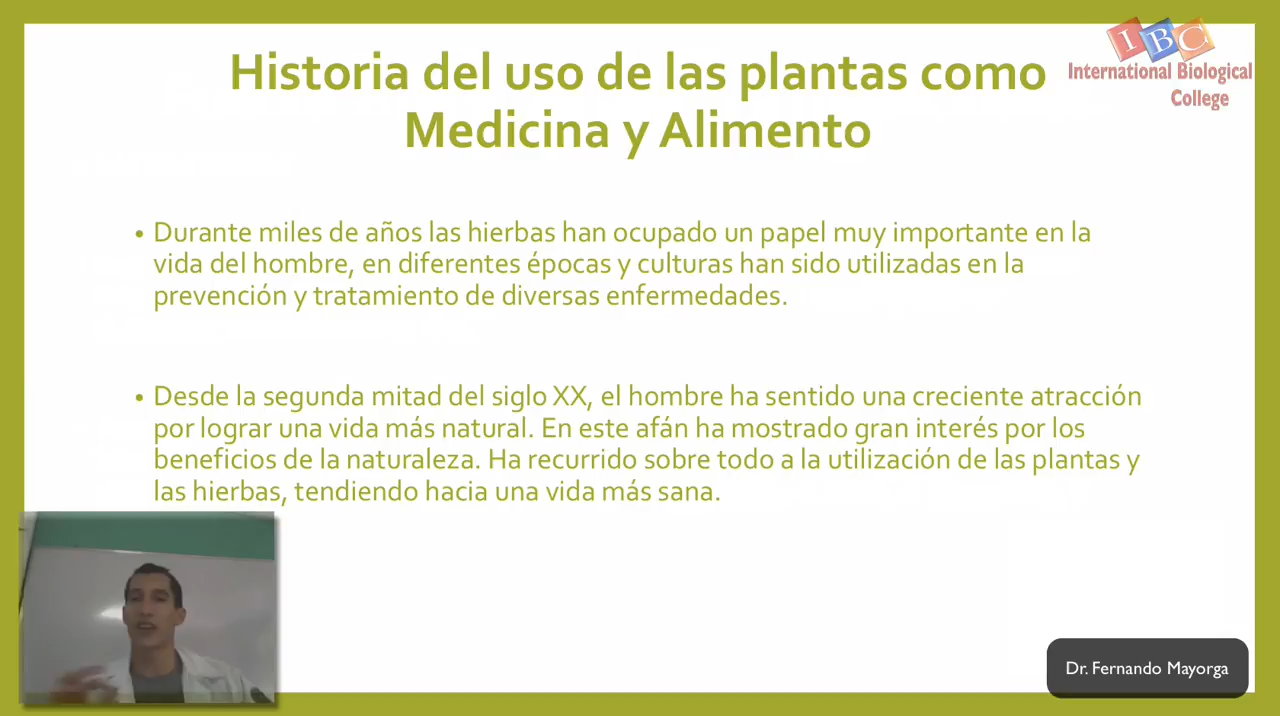 Historia del uso de las plantas como
Medicina y Alimento
IBC
International Biological
College
• Durante miles de años las hierbas han ocupado un papel muy importante en la
vida del hombre, en diferentes épocas y culturas han sido utilizadas en la
prevención y tratamiento de diversas enfermedades.
• Desde la segunda mitad del siglo XX, el hombre ha sentido una creciente atracción
por lograr una vida más natural. En este afán ha mostrado gran interés por los
beneficios de la naturaleza. Ha recurrido sobre todo a la utilización de las plantas y
las hierbas, tendiendo hacia una vida más sana.
Dr. Fernando Mayorga